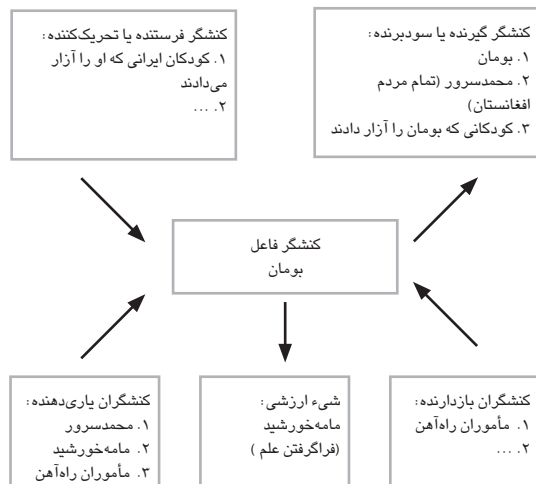 کنشگر گیرنده یا سودبرنده:
۱. بومان
۲. محمدسرور (تمام مردم
افغانستان)
۳. کودکانی که بومان را آزار دادند
کنشگر فرستنده یا تحریک‌کننده:
۱. کودکان ایرانی که او را آزار
می‌دادند
۲. ...
کنشگر فاعل
بومان
کنشگران بازدارنده:
۱. مأموران راه‌آهن
۲. ...
شیء ارزشی:
مامه‌خورشید
(فراگرفتن علم )
کنشگران یاری‌دهنده:
۱. محمدسرور
۲. مامه‌خورشید
۳. مأموران راه‌آهن